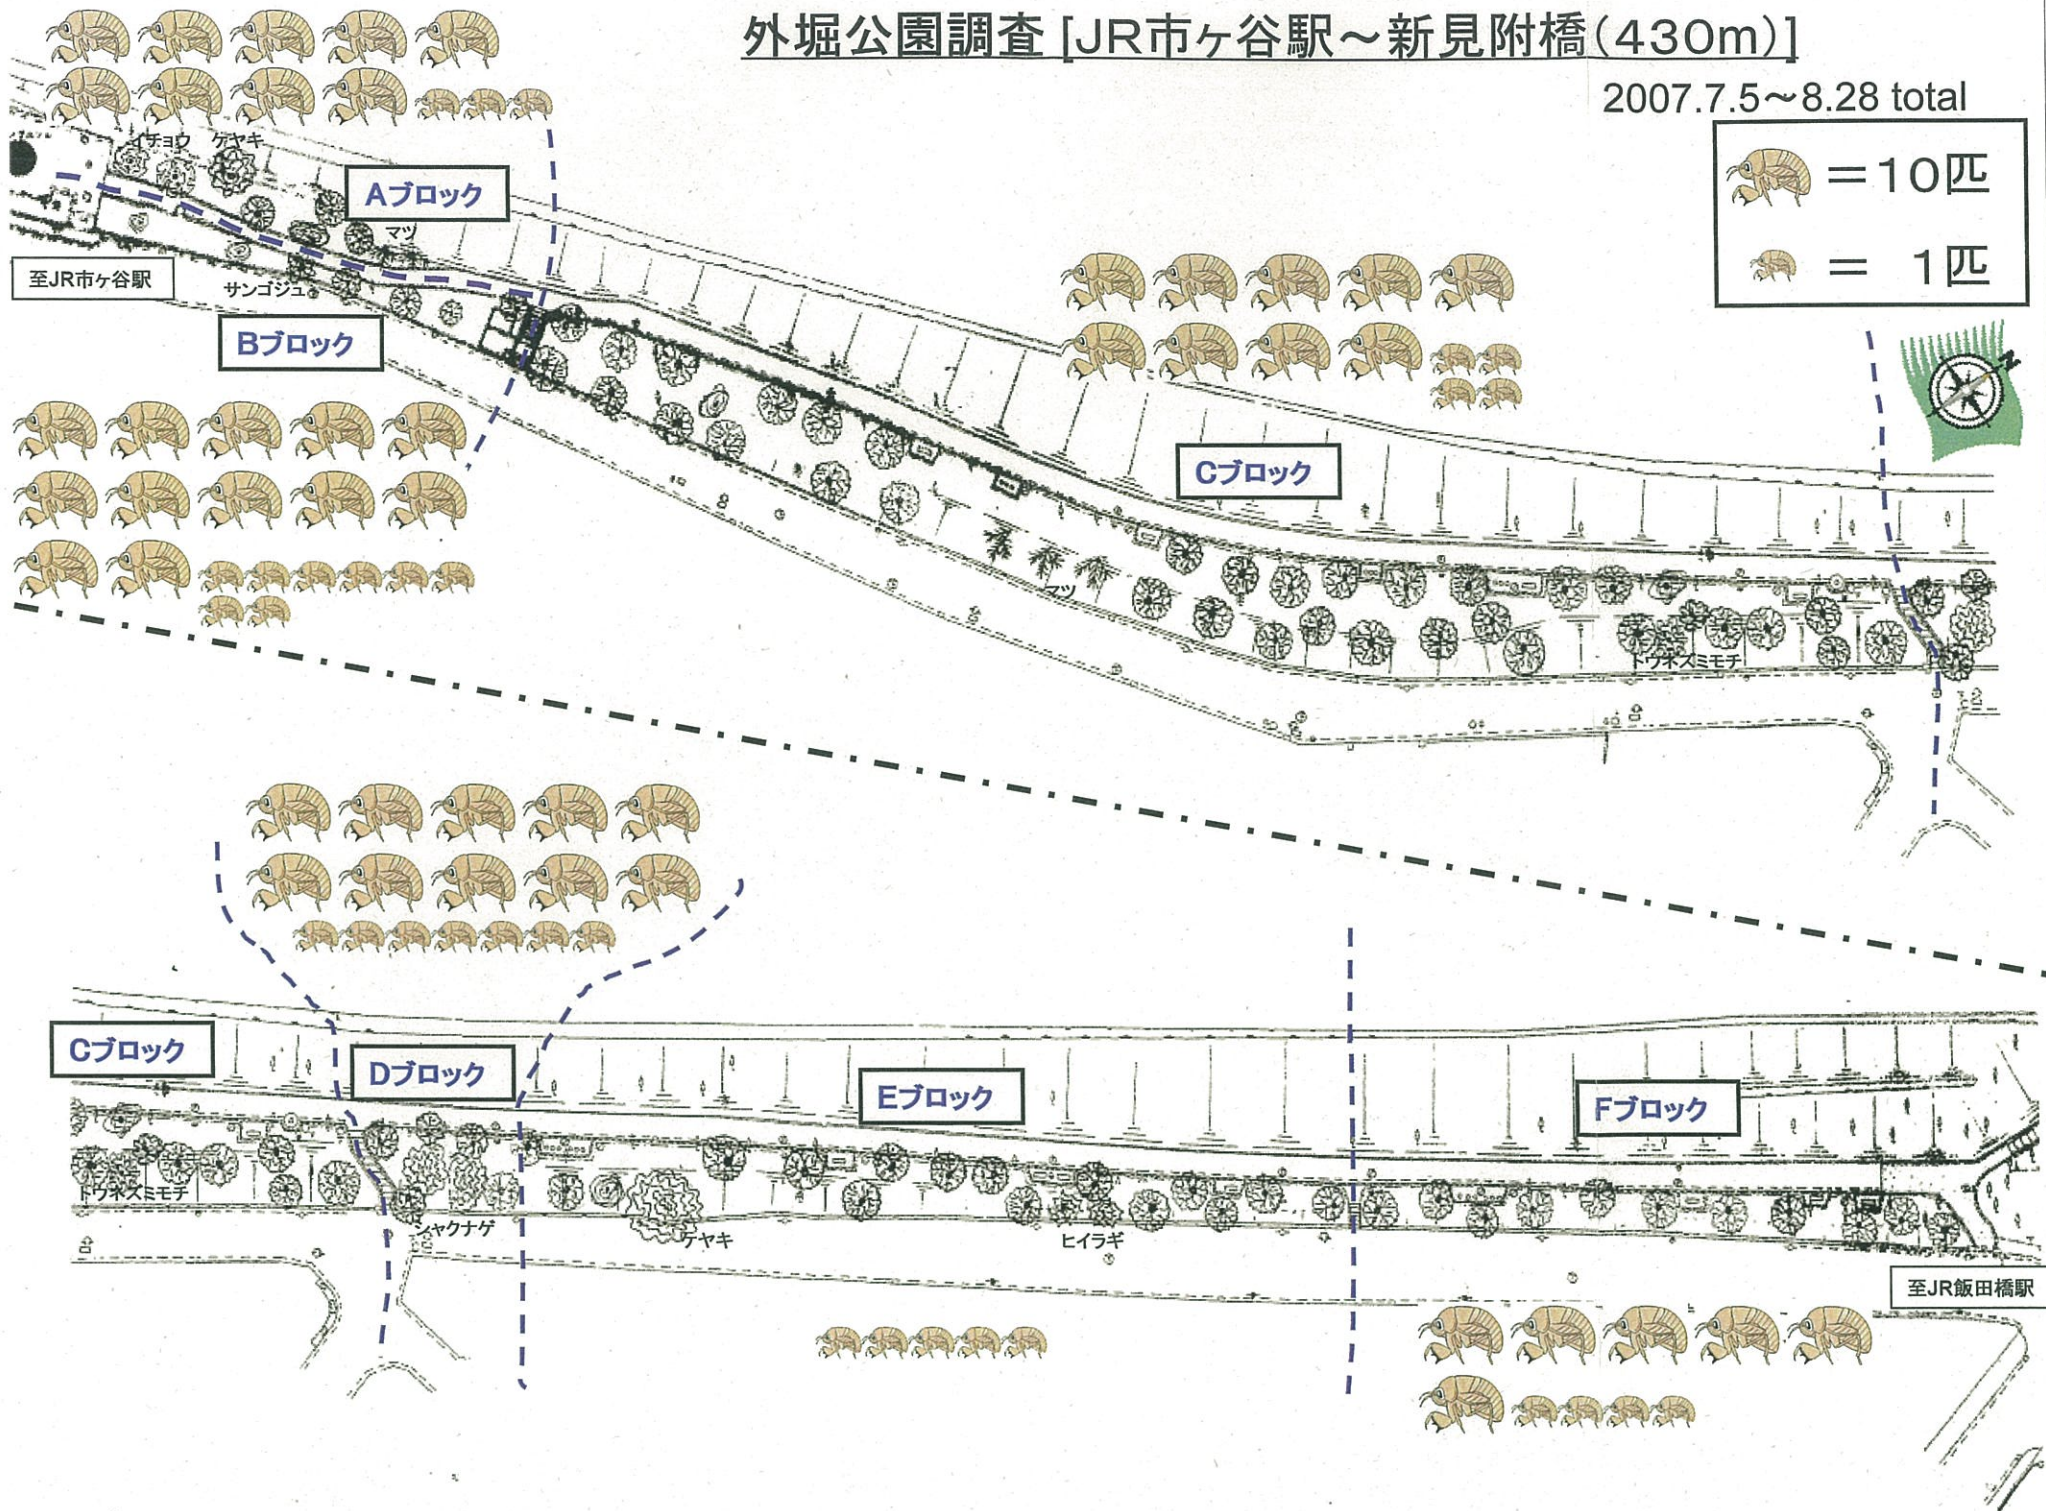 外堀公園調査 [JR市ヶ谷駅～新見附橋(430m)]
2007.7.5～8.28 total
＝10匹
＝ 1匹
イチョウ ケヤキ
Aブロック
マツ
至JR市ヶ谷駅
サンゴジュ
Bブロック
Cブロック
マツ
トウネズミモチ
N
Cブロック
Dブロック
Eブロック
Fブロック
トウネズミモチ
シャクナゲ
ケヤキ
ヒイラギ
至JR飯田橋駅